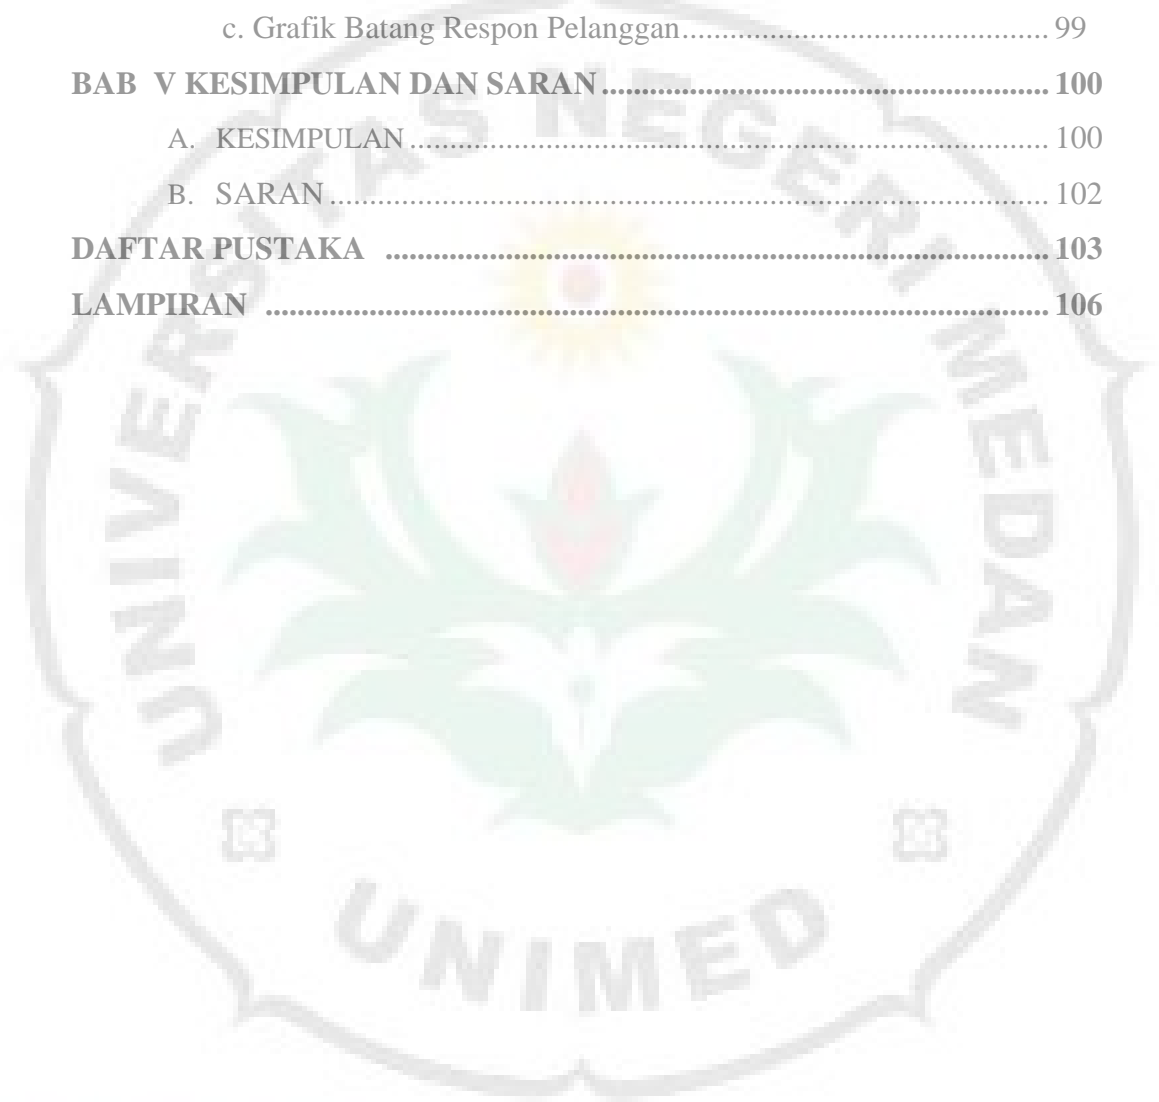 c. Grafik Batang Respon Pelanggan............................................... 99
BAB V KESIMPULAN DAN SARAN...................................................... 100
A. KESIMPULAN................................................................................ 100
B. SARAN.......................................................................................... 102
DAFTAR PUSTAKA ................................................................................ 103
LAMPIRAN ............................................................................................... 106
UNIVERSITAS NEGERI MEDAN
UNIMED